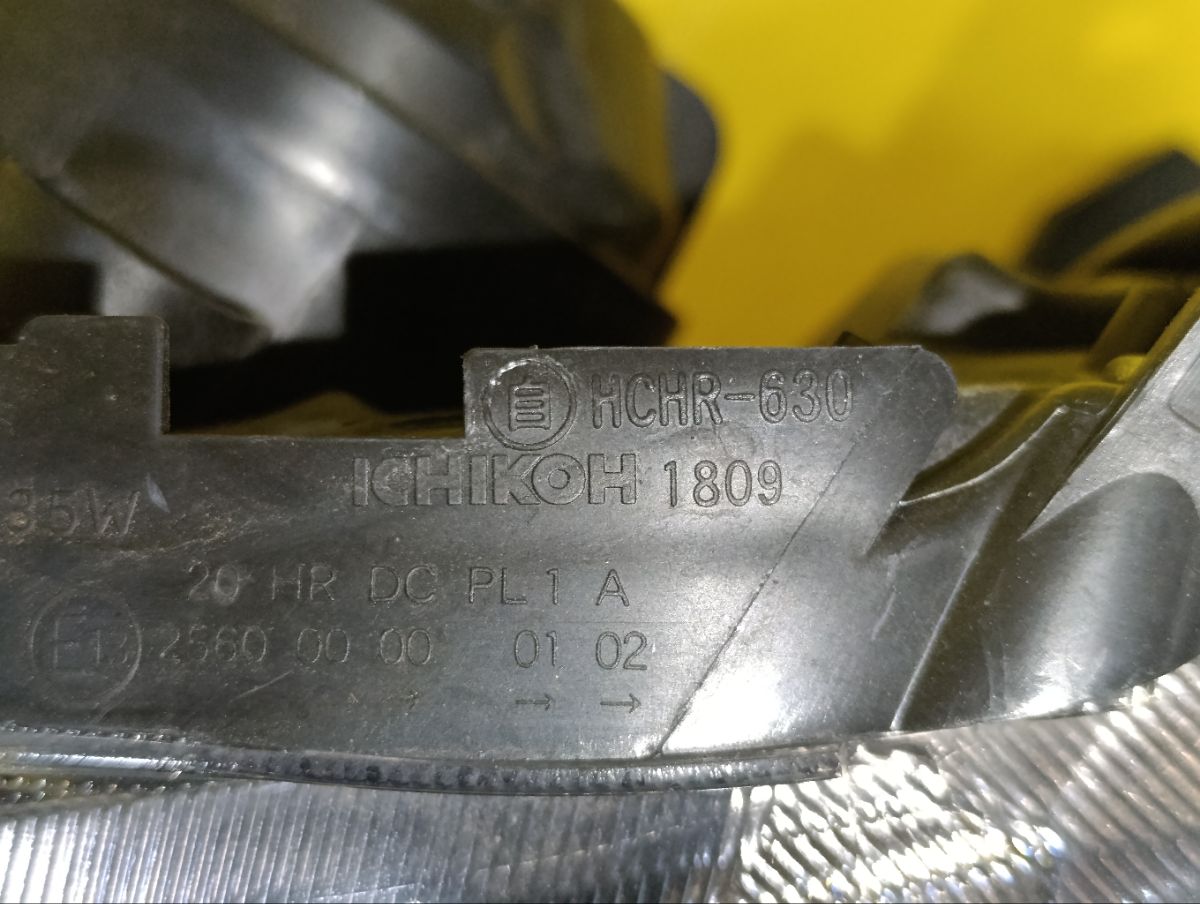 自 HCHR-630
ICHIKOH 1809
35W
20 HR DC PL 1 A
E13 2560 00 00 01 02
→ → →